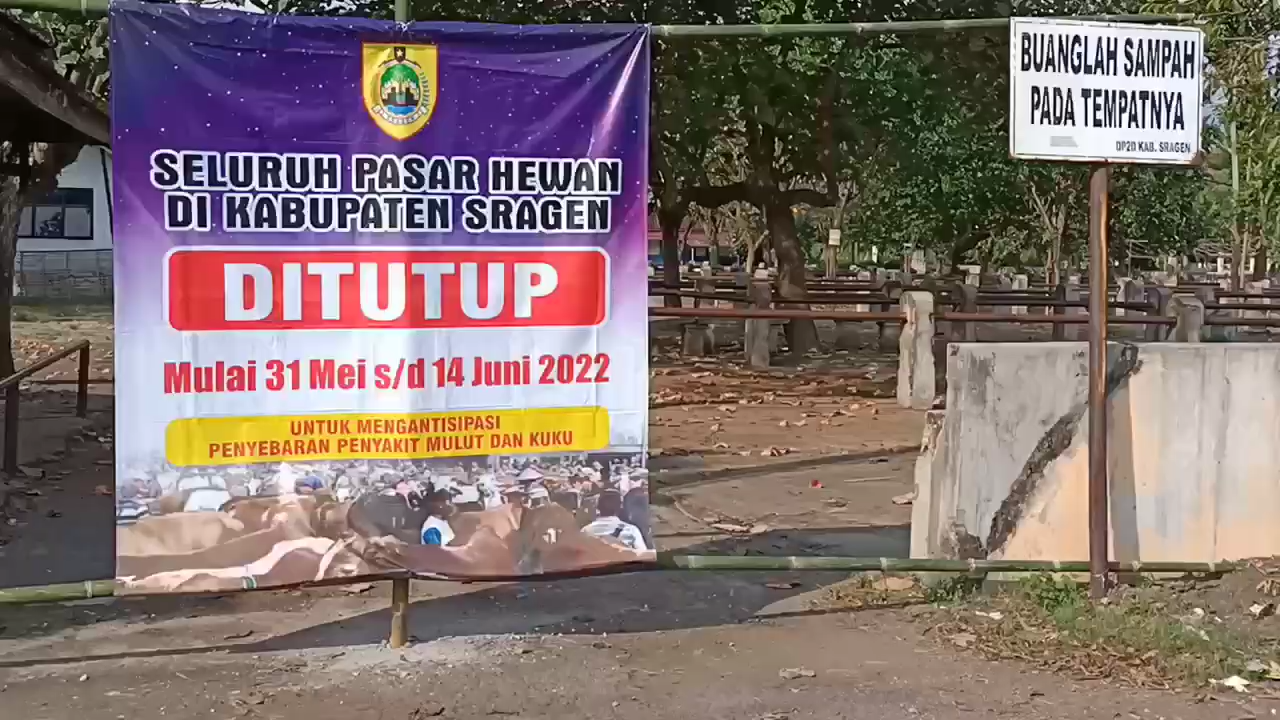 SELURUH PASAR HEWAN
DI KABUPATEN SRAGEN
DITUTUP
Mulai 31 Mei s/d 14 Juni 2022
UNTUK MENGANTISIPASI
PENYEBARAN PENYAKIT MULUT DAN KUKU
BUANGLAH SAMPAH
PADA TEMPATNYA
DP2D KAB. SRAGEN